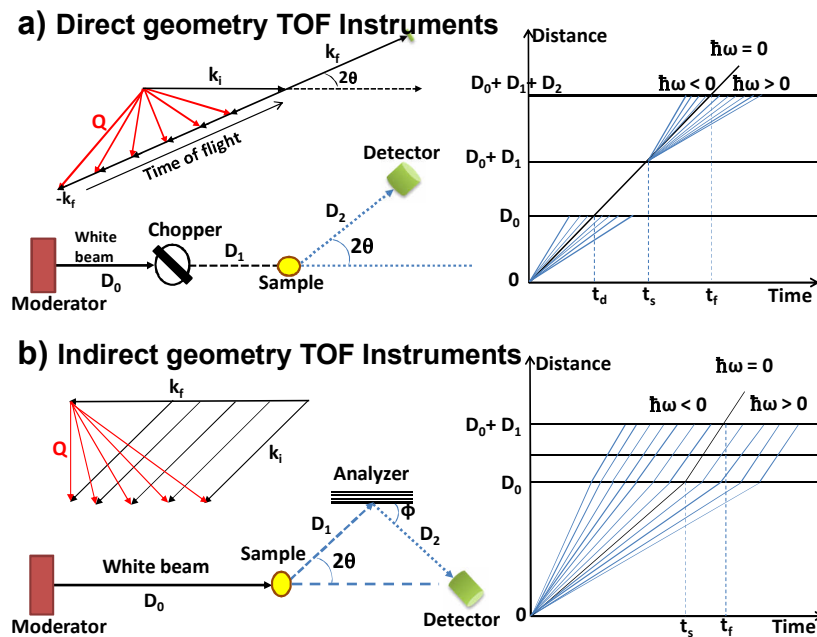 a) Direct geometry TOF Instruments
k_f
k_i
2θ
Q
Time of flight
-k_f
Detector
Chopper
D₂
White
beam
D₁
2θ
D₀
Sample
Moderator
Distance
ħω = 0
D₀+ D₁+ D₂
ħω < 0
ħω > 0
D₀+ D₁
D₀
0
t_d
t_s
t_f
Time
b) Indirect geometry TOF Instruments
k_f
Q
k_i
Analyzer
Φ
D₁
D₂
Sample
White beam
2θ
D₀
Moderator
Detector
Distance
ħω = 0
ħω < 0
ħω > 0
D₀+ D₁
D₀
0
t_s
t_f
Time